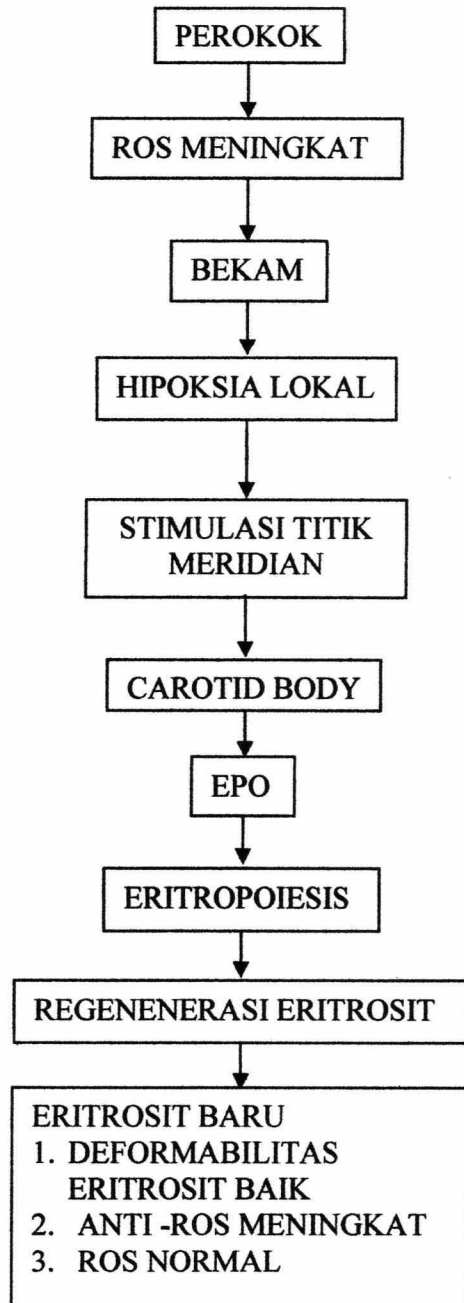 PEROKOK
ROS MENINGKAT
BEKAM
HIPOKSIA LOKAL
STIMULASI TITIK
MERIDIAN
CAROTID BODY
EPO
ERITROPOIESIS
REGENENERASI ERITROSIT
ERITROSIT BARU
1. DEFORMABILITAS
ERITROSIT BAIK
2. ANTI -ROS MENINGKAT
3. ROS NORMAL